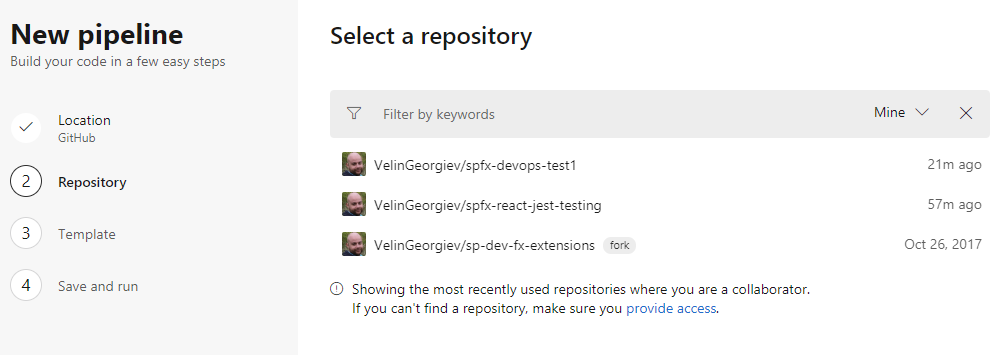 New pipeline
Build your code in a few easy steps
Location
GitHub
2 Repository
3 Template
4 Save and run
Select a repository
Filter by keywords Mine
VelinGeorgiev/spfx-devops-test1 21m ago
VelinGeorgiev/spfx-react-jest-testing 57m ago
VelinGeorgiev/sp-dev-fx-extensions fork Oct 26, 2017
Showing the most recently used repositories where you are a collaborator.
If you can't find a repository, make sure you provide access.